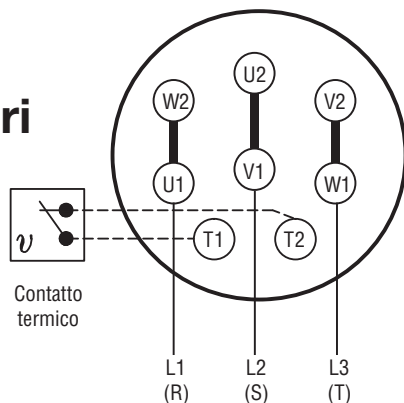 ri
U2
W2 V2
V1
U1 W1
T1 T2
υ
Contatto
termico
L1 L2 L3
(R) (S) (T)